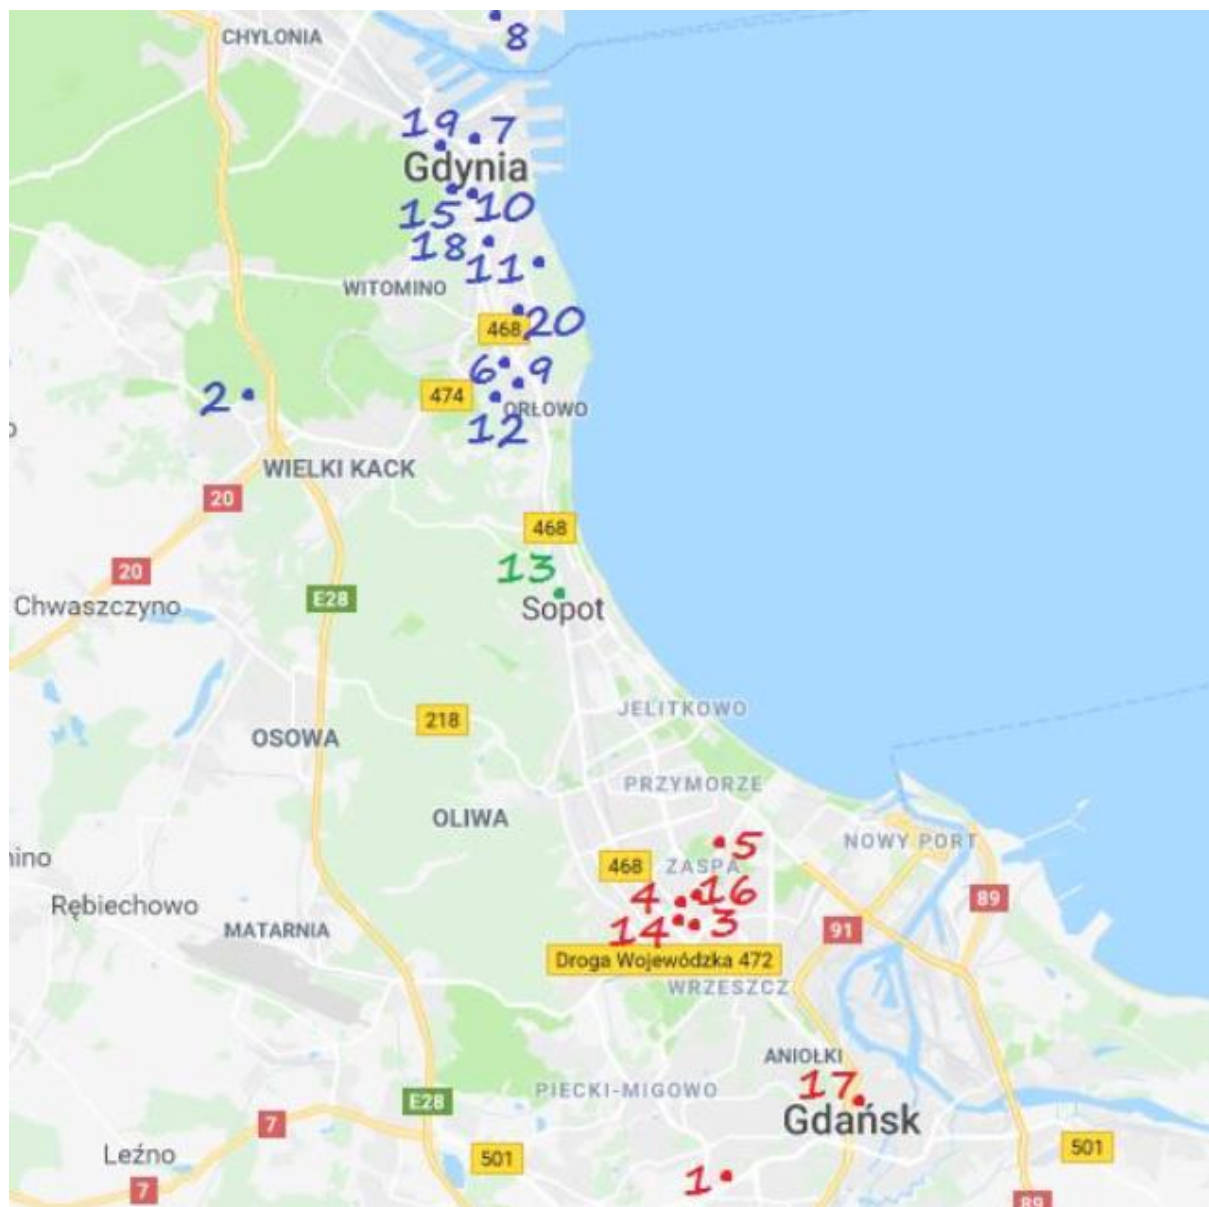 8
CHYLONIA
19 7
Gdynia
15 10
18
11
WITOMINO
20
468
6 9
2
474
ORŁOWO
12
WIELKI KACK
20
468
13
20
E28
Chwaszczyno
Sopot
JELITKOWO
218
OSOWA
PRZYMORZE
OLIWA
5
NOWY PORT
468
ZASPA
4 16
89
Rębiechowo
14 3
MATARNIA
91
Droga Wojewódzka 472
WRZESZCZ
ANIOŁKI
17
PIECKI-MIGOWO
E28
Gdańsk
7
Leźno
501
501
1
7
89